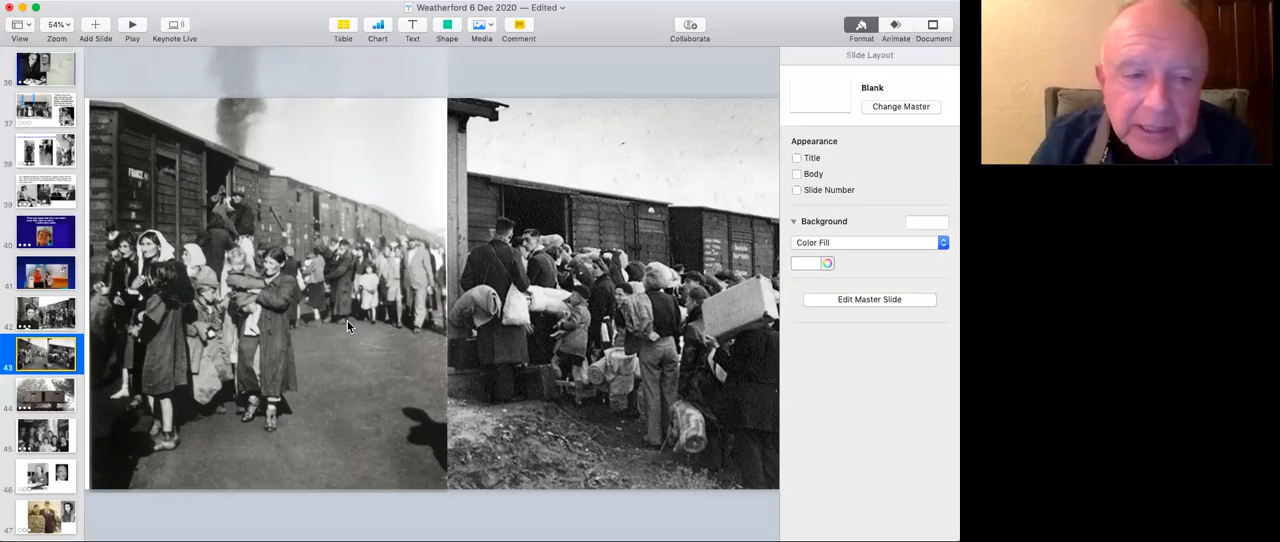 Weatherford 6 Dec 2020 — Edited
54%
View
Zoom
Add Slide
Play
Keynote Live
Table
Chart
Text
Shape
Media
Comment
Collaborate
Format
Animate
Document
Slide Layout
Blank
Change Master
Appearance
Title
Body
Slide Number
Background
Color Fill
Edit Master Slide
36
37
38
39
40
41
42
43
44
45
46
47
FRANCE